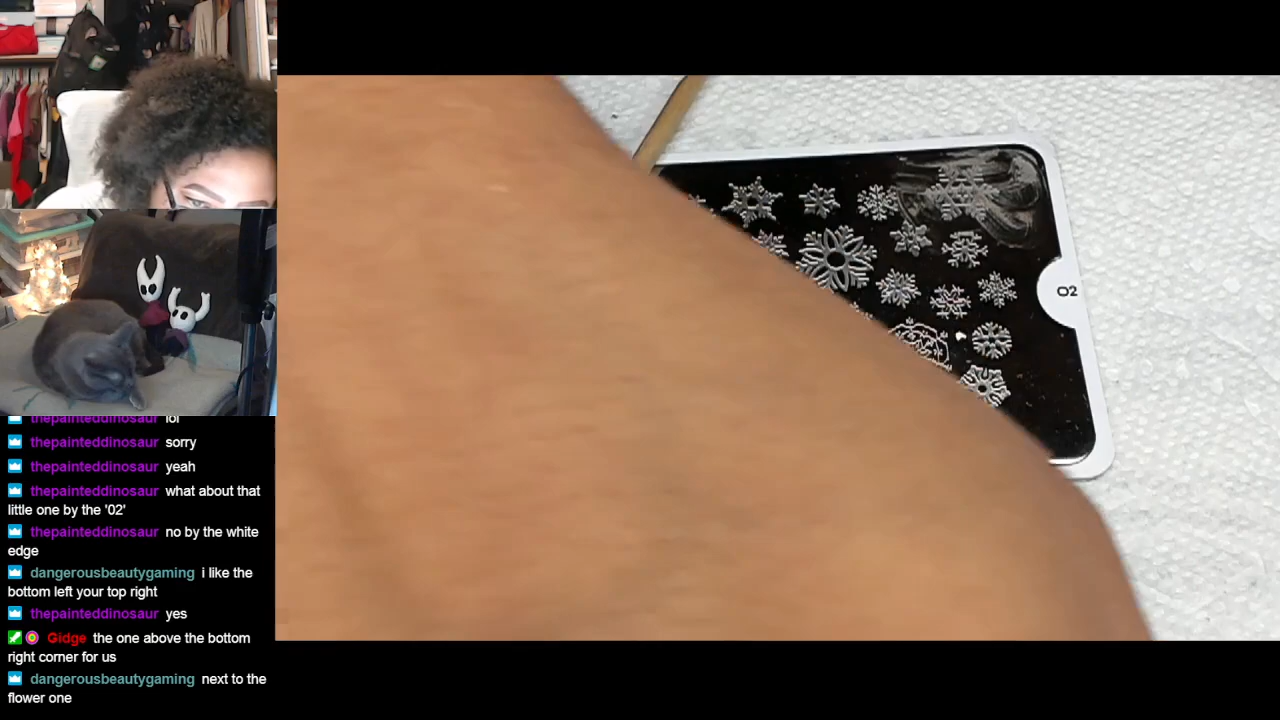 thepainteddinosaur lol
thepainteddinosaur sorry
thepainteddinosaur yeah
thepainteddinosaur what about that
little one by the '02'
thepainteddinosaur no by the white
edge
dangerousbeautygaming i like the
bottom left your top right
thepainteddinosaur yes
Gidge the one above the bottom
right corner for us
dangerousbeautygaming next to the
flower one
02